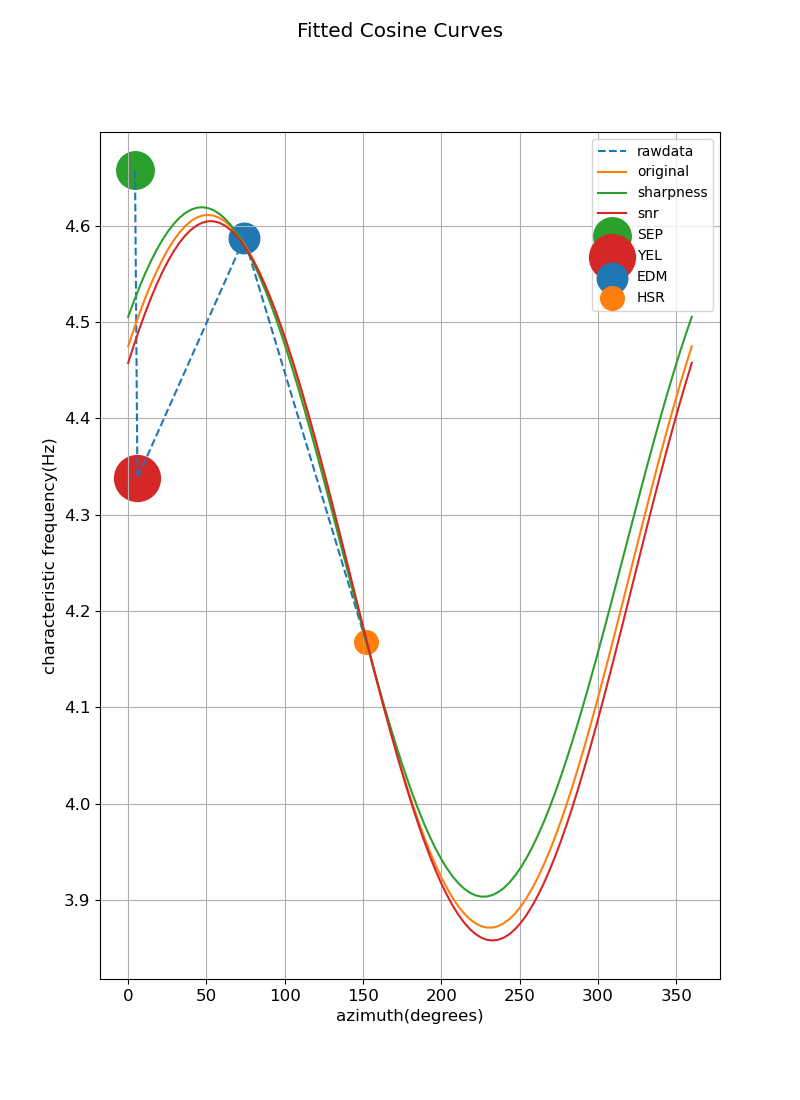 Fitted Cosine Curves
rawdata
original
sharpness
snr
SEP
YEL
EDM
HSR
characteristic frequency(Hz)
4.6
4.5
4.4
4.3
4.2
4.1
4.0
3.9
0 50 100 150 200 250 300 350
azimuth(degrees)